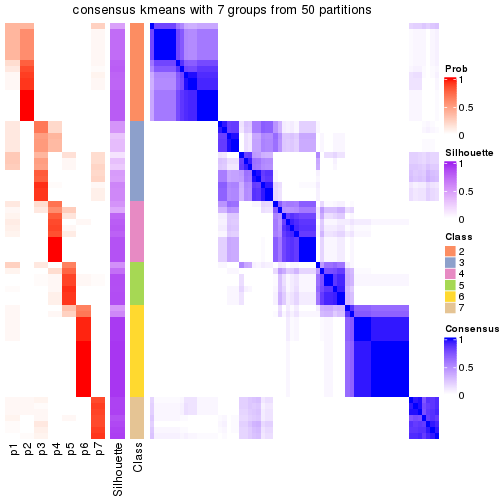 consensus kmeans with 7 groups from 50 partitions
Prob
1
0.5
0
Silhouette
1
0.5
0
Class
2
3
4
5
6
7
Consensus
1
0.5
0
p1
p2
p3
p4
p5
p6
p7
Silhouette
Class